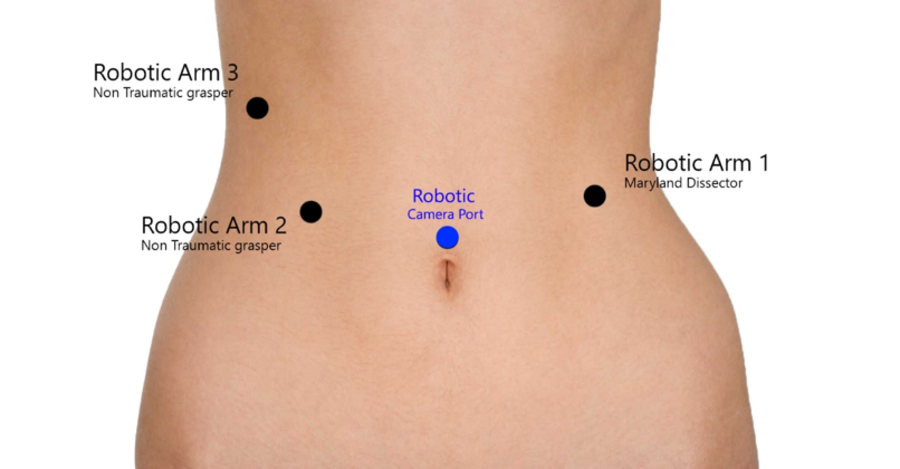 Robotic Arm 3
Non Traumatic grasper
Robotic Arm 1
Maryland Dissector
Robotic
Camera Port
Robotic Arm 2
Non Traumatic grasper